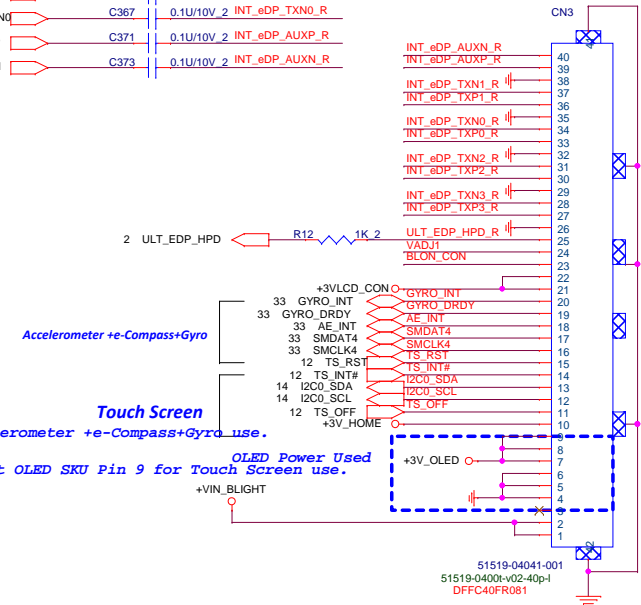 N0
C367 0.1U/10V_2 INT_eDP_TXN0_R
C371 0.1U/10V_2 INT_eDP_AUXP_R
C373 0.1U/10V_2 INT_eDP_AUXN_R
CN3
INT_eDP_AUXN_R 40
INT_eDP_AUXP_R 39
38
INT_eDP_TXN1_R 37
INT_eDP_TXP1_R 36
35
INT_eDP_TXN0_R 34
INT_eDP_TXP0_R 33
32
INT_eDP_TXN2_R 31
INT_eDP_TXP2_R 30
29
INT_eDP_TXN3_R 28
INT_eDP_TXP3_R 27
26
2 ULT_EDP_HPD R12 1K_2 ULT_EDP_HPD_R 25
VADJ1 24
BLON_CON 23
22
+3VLCD_CON 21
33 GYRO_INT GYRO_INT 20
33 GYRO_DRDY GYRO_DRDY 19
33 AE_INT AE_INT 18
Accelerometer +e-Compass+Gyro
33 SMDAT4 SMDAT4 17
33 SMCLK4 SMCLK4 16
12 TS_RST TS_RST 15
12 TS_INT# TS_INT# 14
14 I2C0_SDA I2C0_SDA 13
14 I2C0_SCL I2C0_SCL 12
12 TS_OFF TS_OFF 11
Touch Screen
+3V_HOME 10
erometer +e-Compass+Gyro use.
9
8
OLED Power Used
+3V_OLED 7
t OLED SKU Pin 9 for Touch Screen use.
6
5
4
+VIN_BLIGHT
3
2
1
51519-04041-001
51519-0400t-v02-40p-l
DFFC40FR081